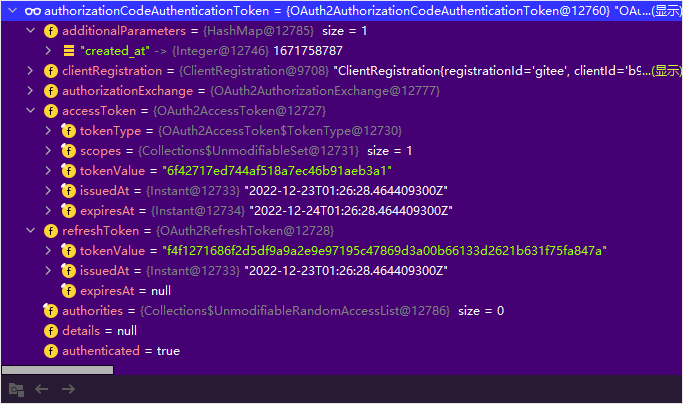 authorizationCodeAuthenticationToken = {OAuth2AuthorizationCodeAuthenticationToken@12760} "OAu...(显示)
additionalParameters = {HashMap@12785} size = 1
"created_at" -> {Integer@12746} 1671758787
clientRegistration = {ClientRegistration@9708} "ClientRegistration{registrationId='gitee', clientId='b9...(显示)
authorizationExchange = {OAuth2AuthorizationExchange@12777}
accessToken = {OAuth2AccessToken@12727}
tokenType = {OAuth2AccessToken$TokenType@12730}
scopes = {Collections$UnmodifiableSet@12731} size = 1
tokenValue = "6f42717ed744af518a7ec46b91aeb3a1"
issuedAt = {Instant@12733} "2022-12-23T01:26:28.464409300Z"
expiresAt = {Instant@12734} "2022-12-24T01:26:28.464409300Z"
refreshToken = {OAuth2RefreshToken@12728}
tokenValue = "f4f1271686f2d5df9a9a2e9e97195c47869d3a00b66133d2621b631f75fa847a"
issuedAt = {Instant@12733} "2022-12-23T01:26:28.464409300Z"
expiresAt = null
authorities = {Collections$UnmodifiableRandomAccessList@12786} size = 0
details = null
authenticated = true